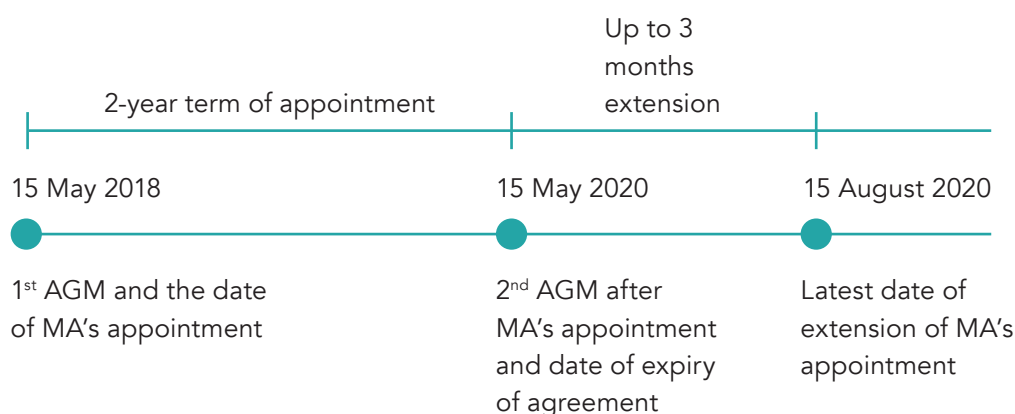 Up to 3
months
extension
2-year term of appointment
15 May 2018
15 May 2020
15 August 2020
1st AGM and the date
of MA’s appointment
2nd AGM after
MA’s appointment
and date of expiry
of agreement
Latest date of
extension of MA’s
appointment